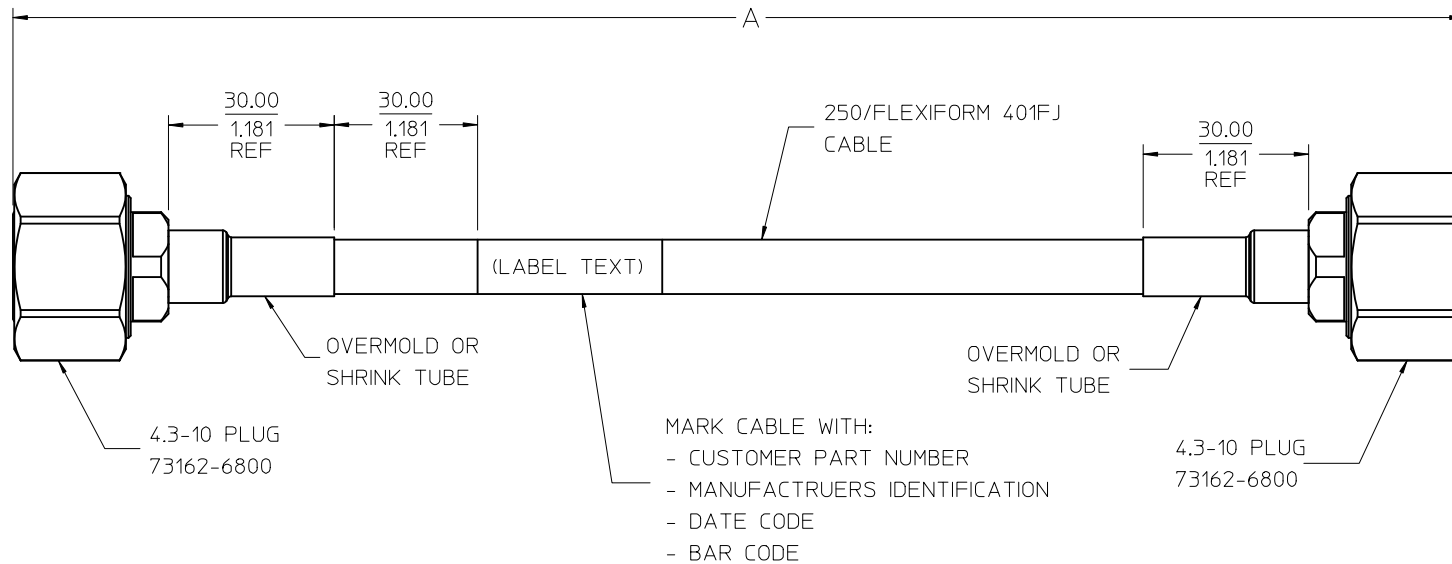 A
30.00
1.181
REF
30.00
1.181
REF
250/FLEXIFORM 401FJ
CABLE
30.00
1.181
REF
(LABEL TEXT)
OVERMOLD OR
SHRINK TUBE
OVERMOLD OR
SHRINK TUBE
4.3-10 PLUG
73162-6800
MARK CABLE WITH:
- CUSTOMER PART NUMBER
- MANUFACTRUERS IDENTIFICATION
- DATE CODE
- BAR CODE
4.3-10 PLUG
73162-6800